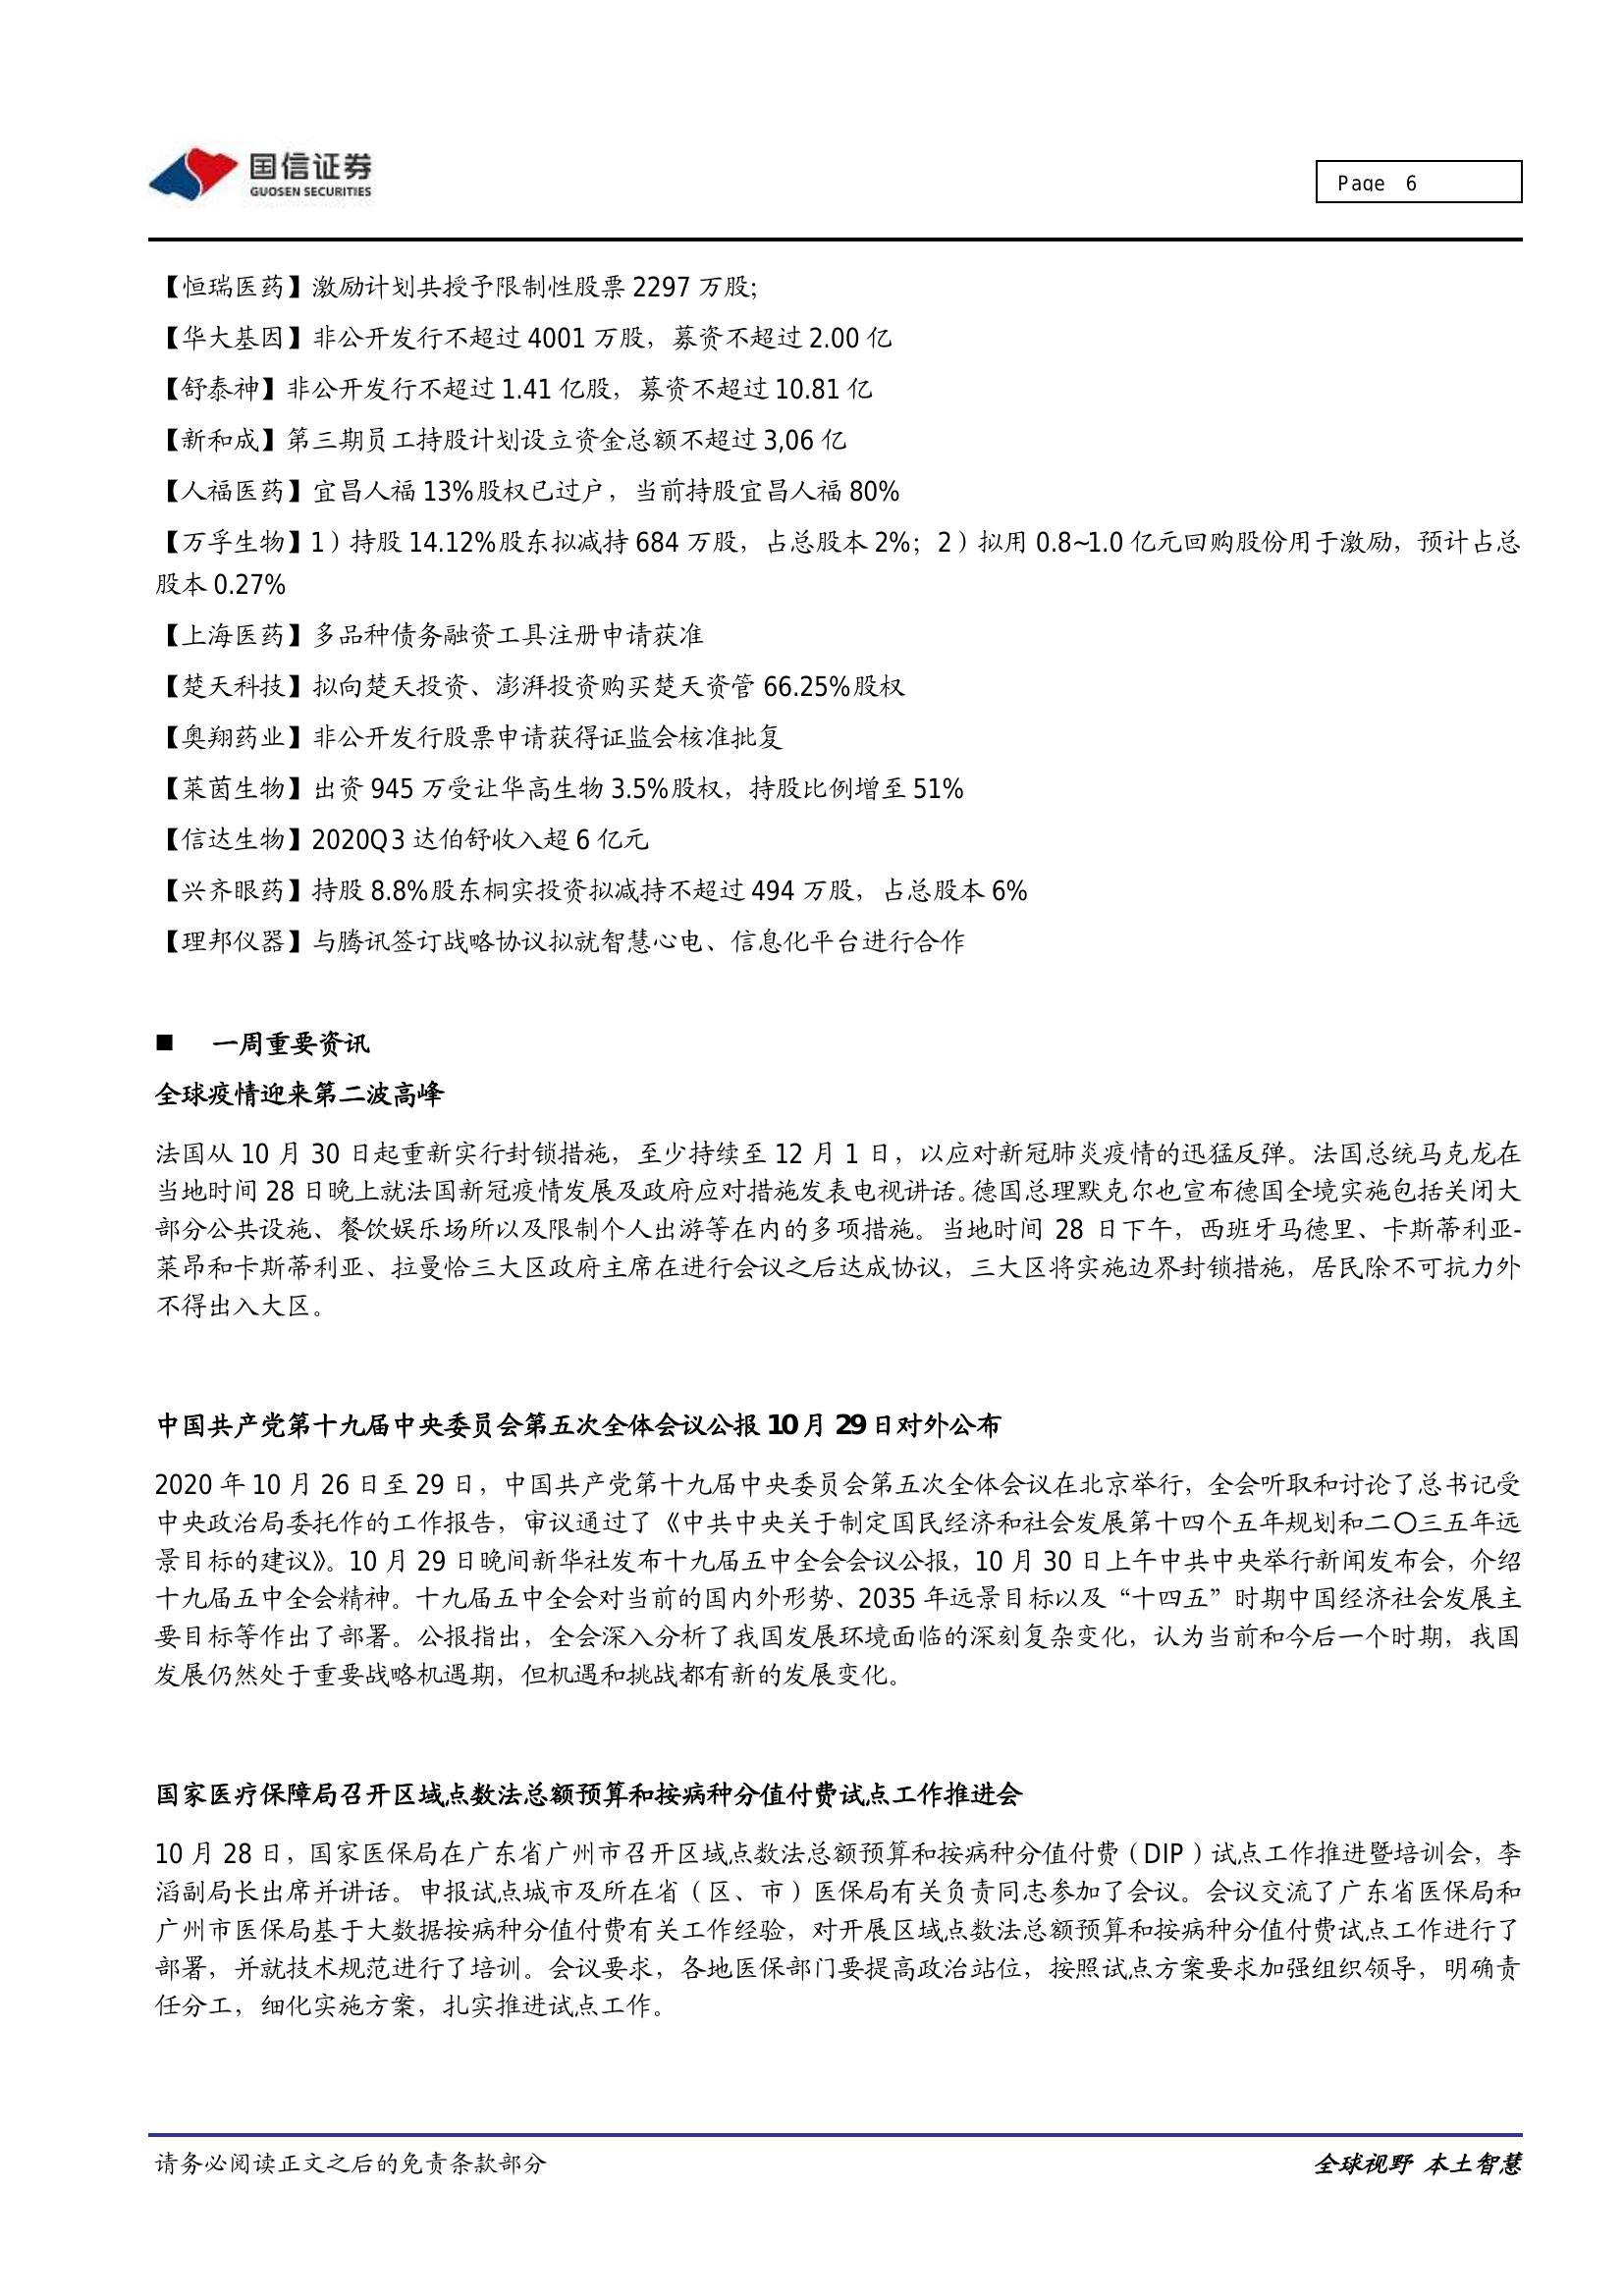 国信证券
GUOSEN SECURITIES
Page 6
【恒瑞医药】激励计划共授予限制性股票 2297 万股；
【华大基因】非公开发行不超过 4001 万股，募资不超过 2.00 亿
【舒泰神】非公开发行不超过 1.41 亿股，募资不超过 10.81 亿
【新和成】第三期员工持股计划设立资金总额不超过 3,06 亿
【人福医药】宜昌人福 13%股权已过户，当前持股宜昌人福 80%
【万孚生物】1）持股 14.12%股东拟减持 684 万股，占总股本 2%；2）拟用 0.8~1.0 亿元回购股份用于激励，预计占总
股本 0.27%
【上海医药】多品种债务融资工具注册申请获准
【楚天科技】拟向楚天投资、澎湃投资购买楚天资管 66.25%股权
【奥翔药业】非公开发行股票申请获得证监会核准批复
【莱茵生物】出资 945 万受让华高生物 3.5%股权，持股比例增至 51%
【信达生物】2020Q3 达伯舒收入超 6 亿元
【兴齐眼药】持股 8.8%股东桐实投资拟减持不超过 494 万股，占总股本 6%
【理邦仪器】与腾讯签订战略协议拟就智慧心电、信息化平台进行合作
■ 一周重要资讯
全球疫情迎来第二波高峰
法国从 10 月 30 日起重新实行封锁措施，至少持续至 12 月 1 日，以应对新冠肺炎疫情的迅猛反弹。法国总统马克龙在
当地时间 28 日晚上就法国新冠疫情发展及政府应对措施发表电视讲话。德国总理默克尔也宣布德国全境实施包括关闭大
部分公共设施、餐饮娱乐场所以及限制个人出游等在内的多项措施。当地时间 28 日下午，西班牙马德里、卡斯蒂利亚-
莱昂和卡斯蒂利亚、拉曼恰三大区政府主席在进行会议之后达成协议，三大区将实施边界封锁措施，居民除不可抗力外
不得出入大区。
中国共产党第十九届中央委员会第五次全体会议公报 10 月 29 日对外公布
2020 年 10 月 26 日至 29 日，中国共产党第十九届中央委员会第五次全体会议在北京举行，全会听取和讨论了总书记受
中央政治局委托作的工作报告，审议通过了《中共中央关于制定国民经济和社会发展第十四个五年规划和二〇三五年远
景目标的建议》。10 月 29 日晚间新华社发布十九届五中全会会议公报，10 月 30 日上午中共中央举行新闻发布会，介绍
十九届五中全会精神。十九届五中全会对当前的国内外形势、2035 年远景目标以及“十四五”时期中国经济社会发展主
要目标等作出了部署。公报指出，全会深入分析了我国发展环境面临的深刻复杂变化，认为当前和今后一个时期，我国
发展仍然处于重要战略机遇期，但机遇和挑战都有新的发展变化。
国家医疗保障局召开区域点数法总额预算和按病种分值付费试点工作推进会
10 月 28 日，国家医保局在广东省广州市召开区域点数法总额预算和按病种分值付费（DIP）试点工作推进暨培训会，李
滔副局长出席并讲话。申报试点城市及所在省（区、市）医保局有关负责同志参加了会议。会议交流了广东省医保局和
广州市医保局基于大数据按病种分值付费有关工作经验，对开展区域点数法总额预算和按病种分值付费试点工作进行了
部署，并就技术规范进行了培训。会议要求，各地医保部门要提高政治站位，按照试点方案要求加强组织领导，明确责
任分工，细化实施方案，扎实推进试点工作。
请务必阅读正文之后的免责条款部分
全球视野 本土智慧